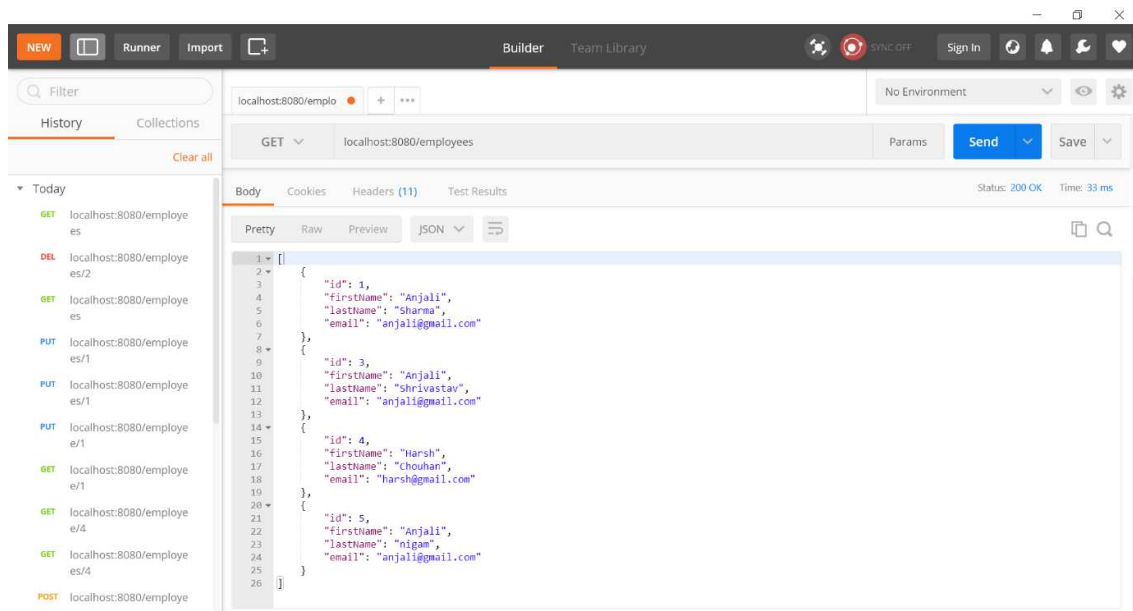 NEW Runner Import Builder Team Library SYNC OFF Sign In
Filter
History Collections
Clear all
Today
GET localhost:8080/employe
es
DEL localhost:8080/employe
es/2
GET localhost:8080/employe
es
PUT localhost:8080/employe
es/1
PUT localhost:8080/employe
es/1
PUT localhost:8080/employe
e/1
GET localhost:8080/employe
e/1
GET localhost:8080/employe
e/4
GET localhost:8080/employe
es/4
POST localhost:8080/employe
localhost:8080/emplo + ••• No Environment
GET localhost:8080/employees Params Send Save
Body Cookies Headers (11) Test Results Status: 200 OK Time: 33 ms
Pretty Raw Preview JSON
1 [
2 {
3 "id": 1,
4 "firstName": "Anjali",
5 "lastName": "Sharma",
6 "email": "anjali@gmail.com"
7 },
8 {
9 "id": 3,
10 "firstName": "Anjali",
11 "lastName": "Shrivastav",
12 "email": "anjali@gmail.com"
13 },
14 {
15 "id": 4,
16 "firstName": "Harsh",
17 "lastName": "Chouhan",
18 "email": "harsh@gmail.com"
19 },
20 {
21 "id": 5,
22 "firstName": "Anjali",
23 "lastName": "nigam",
24 "email": "anjali@gmail.com"
25 }
26 ]